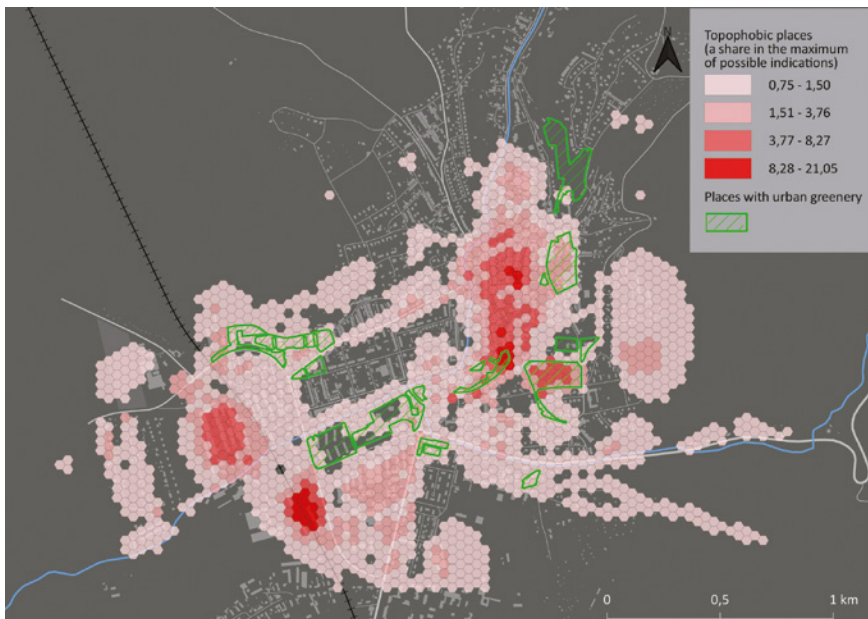 Topophobic places
(a share in the maximum
of possible indications)
N
0,75 - 1,50
1,51 - 3,76
3,77 - 8,27
8,28 - 21,05
Places with urban greenery
0
0,5
1 km